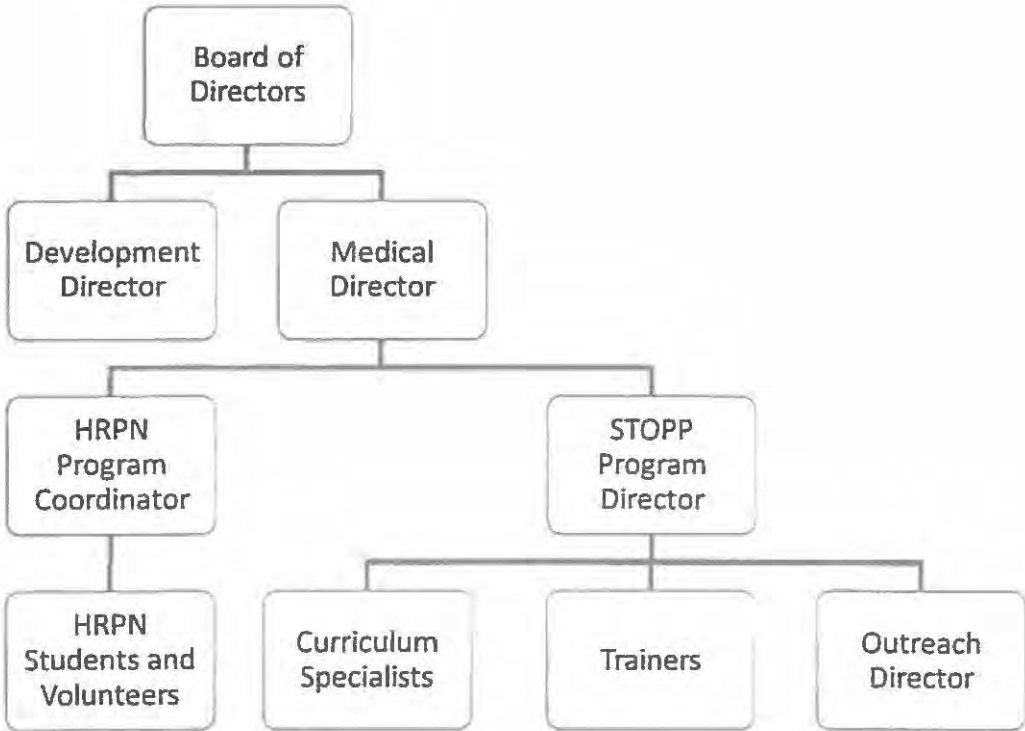 Board of
Directors
Development
Director
Medical
Director
HRPN
Program
Coordinator
STOPP
Program
Director
HRPN
Students and
Volunteers
Curriculum
Specialists
Trainers
Outreach
Director